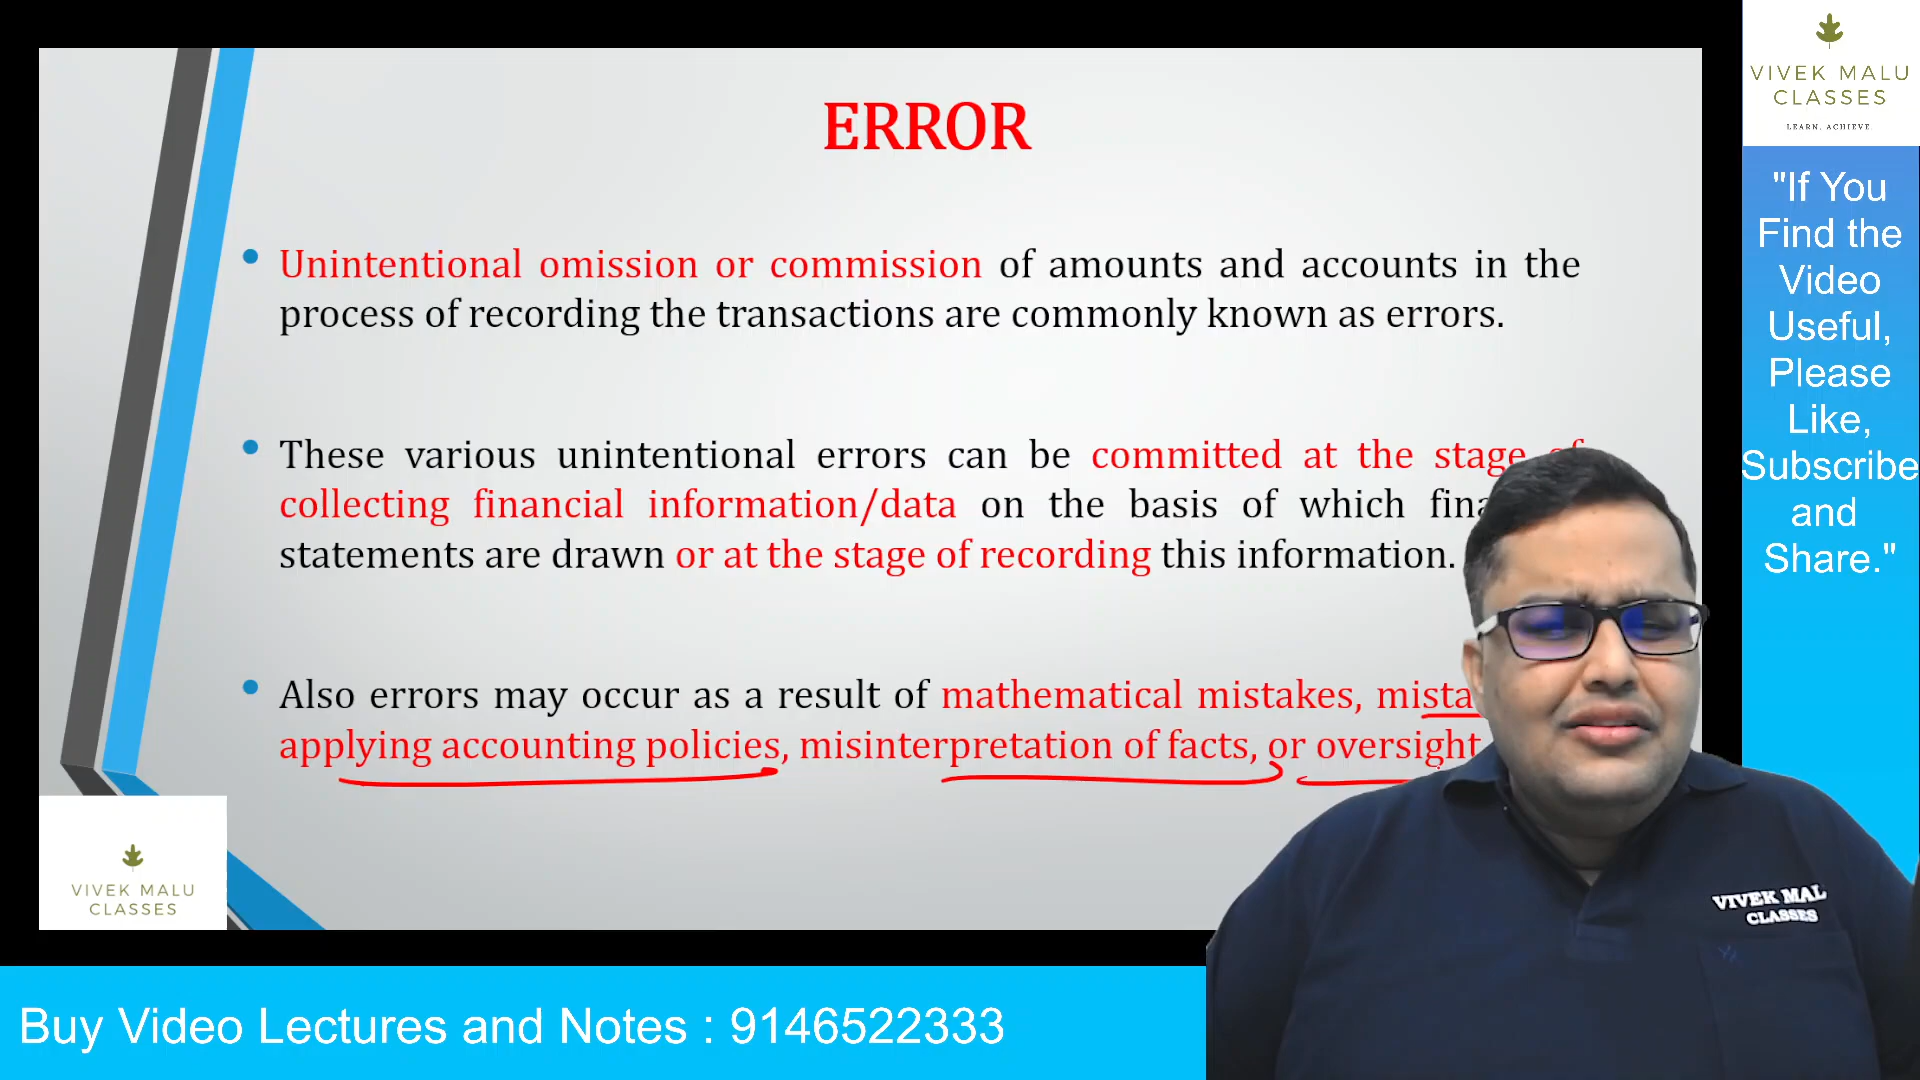 ERROR
Unintentional omission or commission of amounts and accounts in the
process of recording the transactions are commonly known as errors.
These various unintentional errors can be committed at the stage of
collecting financial information/data on the basis of which
statements are drawn or at the stage of recording this information.
Also errors may occur as a result of mathematical mistakes,
applying accounting policies, misinterpretation of facts, or oversight
VIVEK MALU
CLASSES
VIVEK MALU
CLASSES
LEARN. ACHIEVE.
"If You
Find the
Video
Useful,
Please
Like,
Subscribe
and
Share."
VIVEK MAL
CLASSES
Buy Video Lectures and Notes : 9146522333